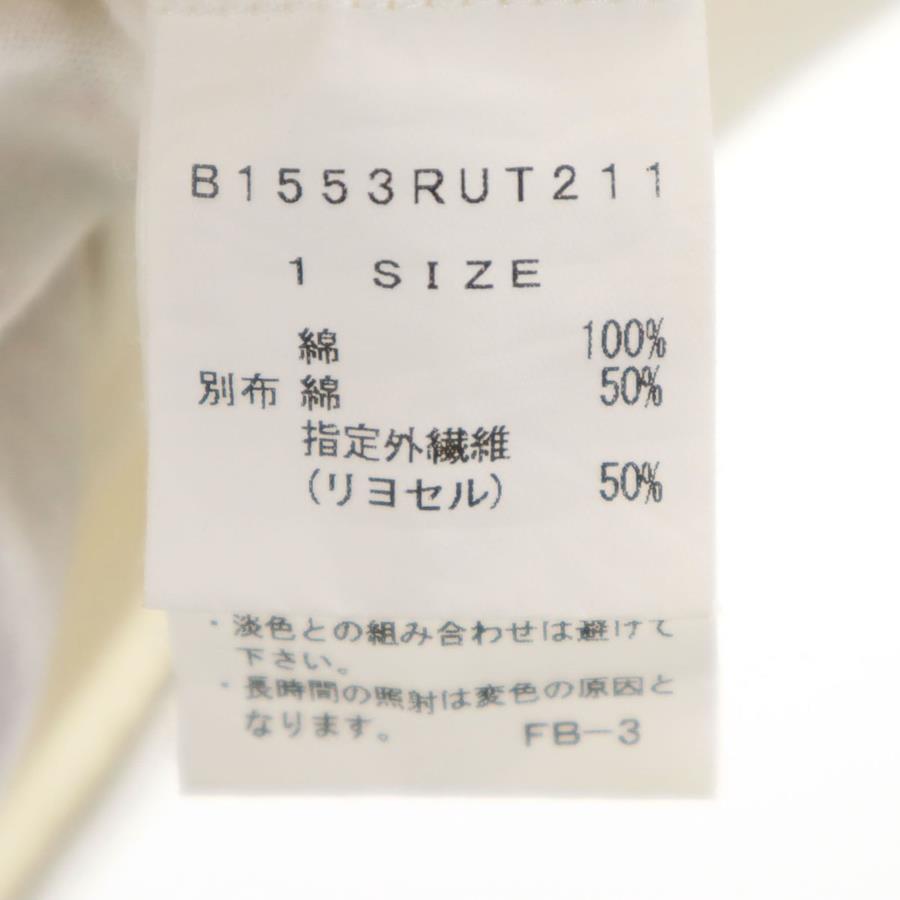 B1553RUT211
1 SIZE
綿 100%
別布 綿 50%
指定外繊維
(リヨセル) 50%
・淡色との組み合わせは避けて
下さい。
・長時間の照射は変色の原因と
なります。 FB-3